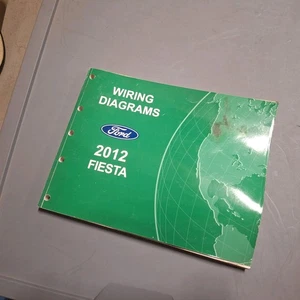 WIRING
DIAGRAMS
Ford
2012
FIESTA